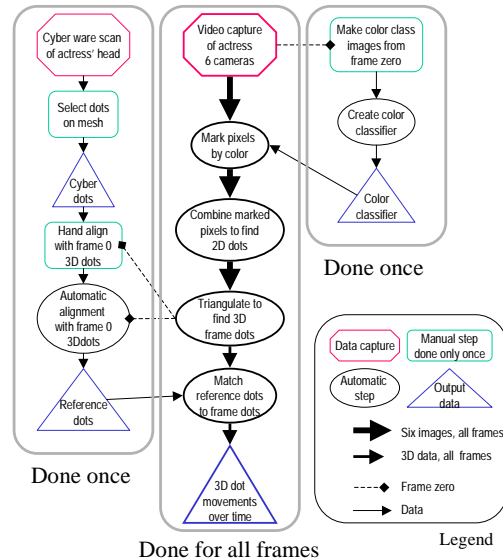 Cyber ware scan
of actress' head
Select dots
on mesh
Cyber
dots
Hand align
with frame 0
3D dots
Automatic
alignment
with frame 0
3Ddots
Reference
dots
Done once
Video capture
of actress
6 cameras
Mark pixels
by color
Combine marked
pixels to find
2D dots
Triangulate to
find 3D
frame dots
Match
reference dots
to frame dots
3D dot
movements
over time
Done for all frames
Make color class
images from
frame zero
Create color
classifier
Color
classifier
Done once
Data capture
Manual step
done only once
Automatic
step
Output
data
Six images, all frames
3D data, all frames
Frame zero
Data
Legend